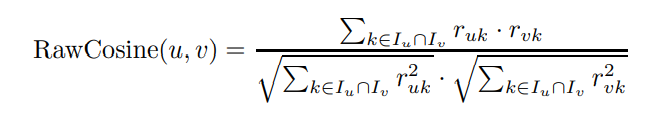 RawCosine(u, v) = \frac{\sum_{k \in I_u \cap I_v} r_{uk} \cdot r_{vk}}{\sqrt{\sum_{k \in I_u \cap I_v} r_{uk}^2} \cdot \sqrt{\sum_{k \in I_u \cap I_v} r_{vk}^2}}